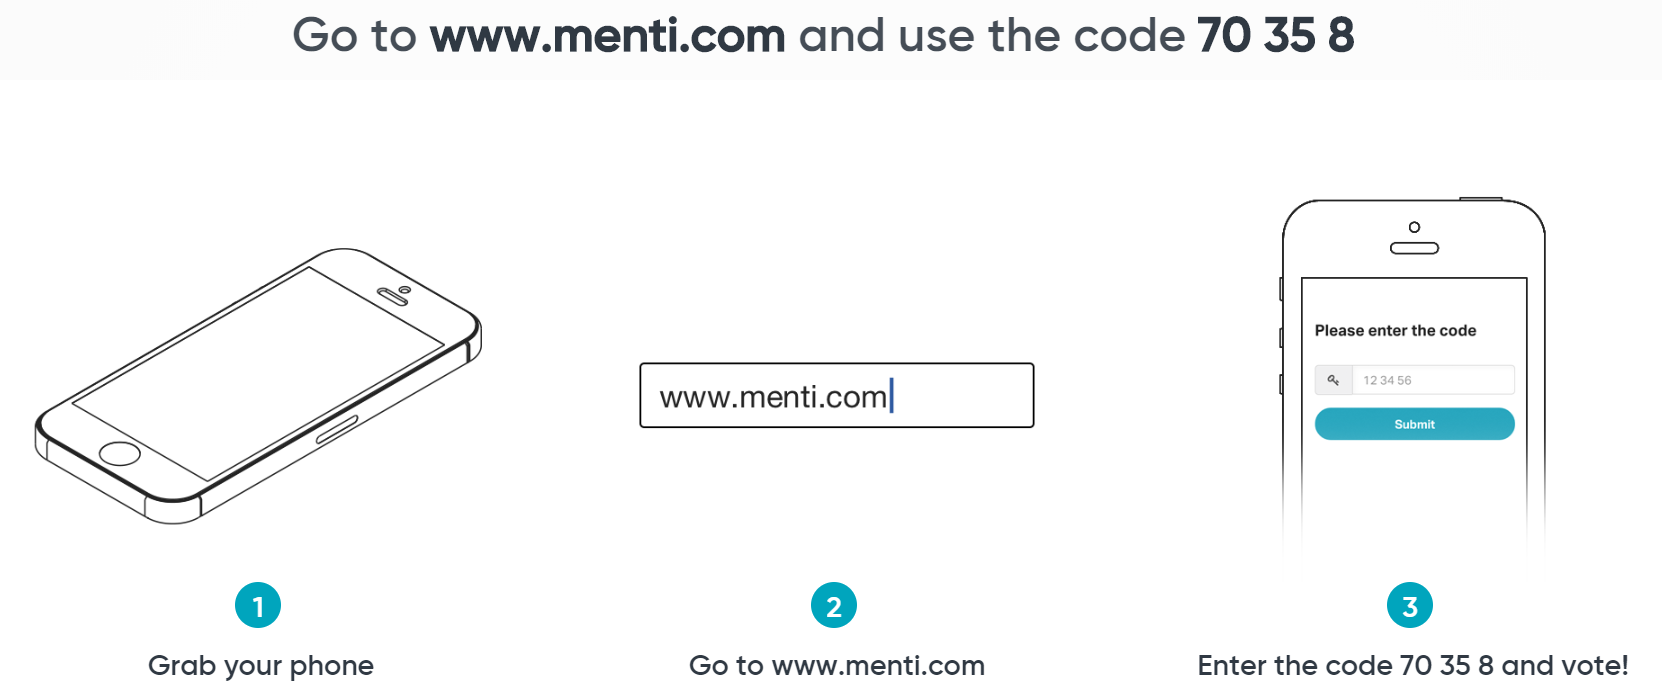 Go to www.menti.com and use the code 70 35 8
www.menti.com
Please enter the code
12 34 56
Submit
1
2
3
Grab your phone
Go to www.menti.com
Enter the code 70 35 8 and vote!